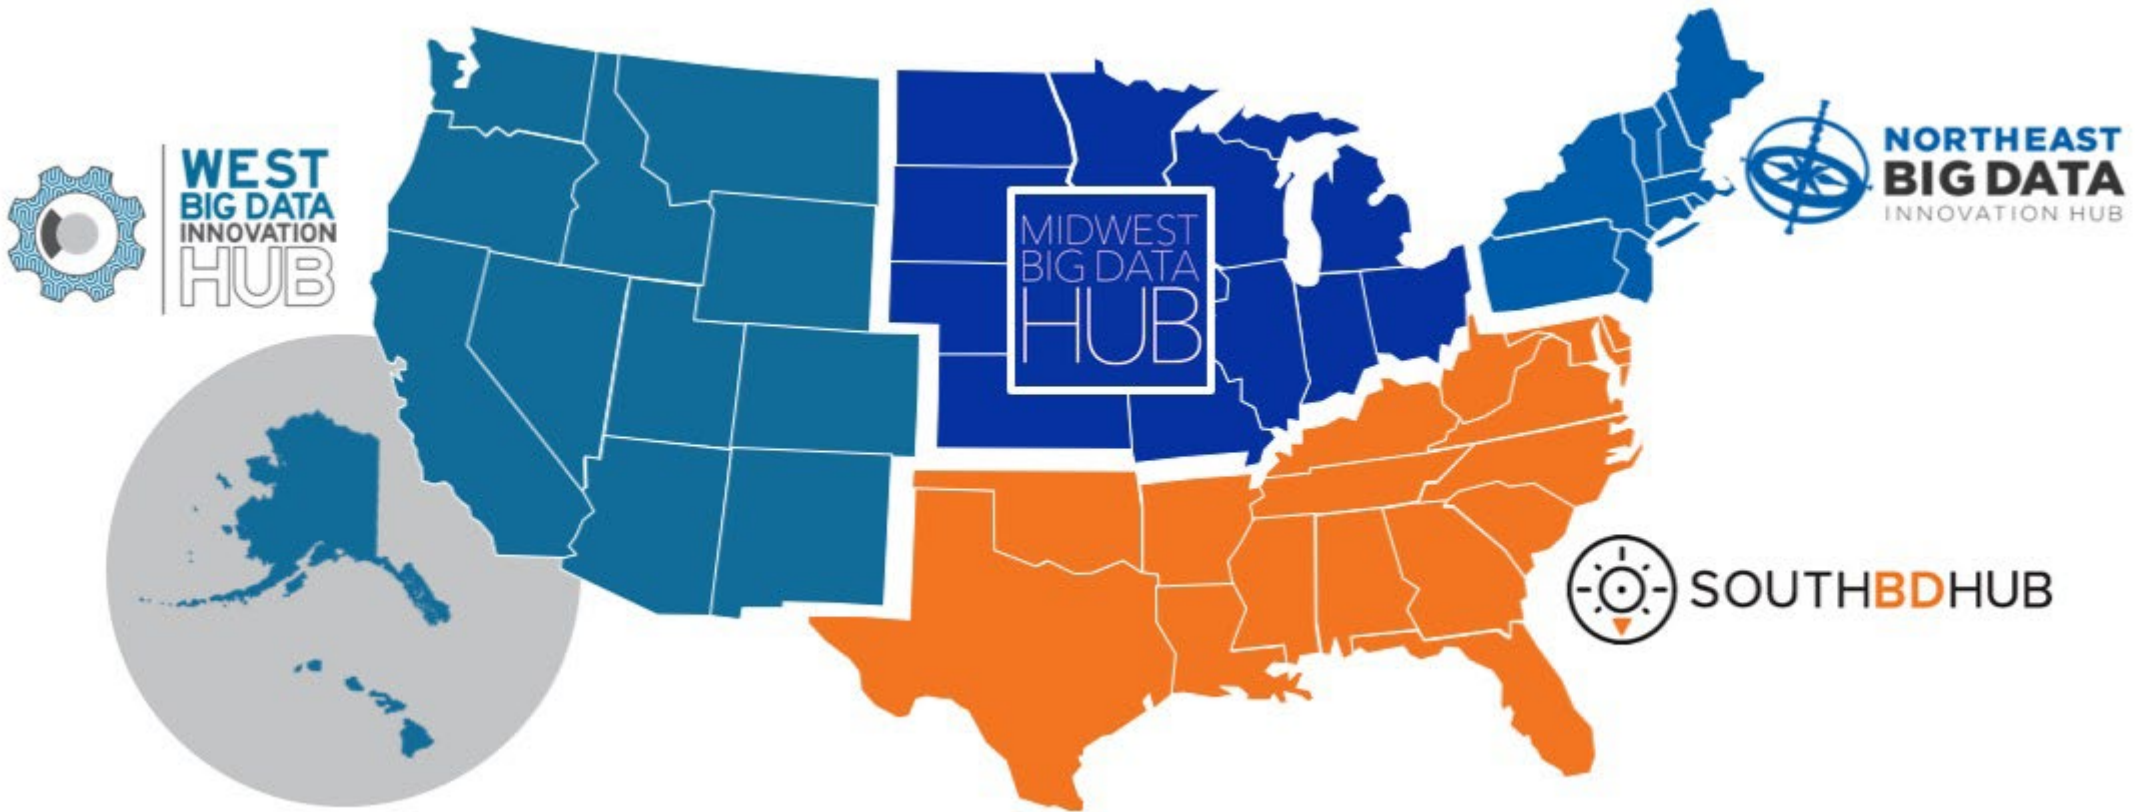 WEST
BIG DATA
INNOVATION
HUB
MIDWEST
BIG DATA
HUB
NORTHEAST
BIG DATA
INNOVATION HUB
SOUTHBDHUB